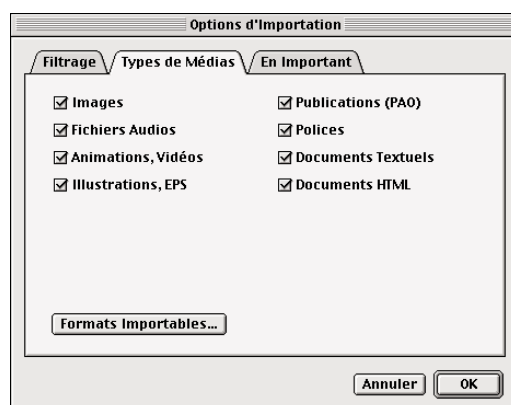 Options d'Importation
Filtrage
Types de Médias
En Important
Images
Publications (PAO)
Fichiers Audios
Polices
Animations, Vidéos
Documents Textuels
Illustrations, EPS
Documents HTML
Formats Importables...
Annuler
OK